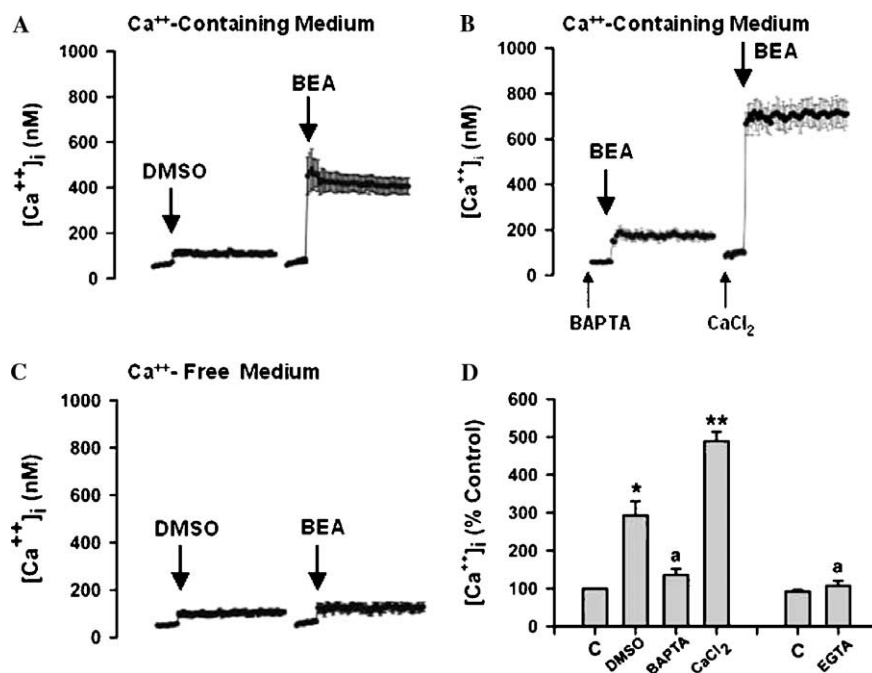 A Ca⁺⁺-Containing Medium
[Ca⁺⁺]i (nM)
1000
800
600
400
200
0
DMSO
BEA
B Ca⁺⁺-Containing Medium
[Ca⁺⁺]i (nM)
1000
800
600
400
200
0
BEA
BEA
BAPTA
CaCl₂
C Ca⁺⁺- Free Medium
[Ca⁺⁺]i (nM)
1000
800
600
400
200
0
DMSO
BEA
D
[Ca⁺⁺]i (% Control)
600
500
400
300
200
100
0
*
a
**
a
C
DMSO
BAPTA
CaCl₂
C
EGTA